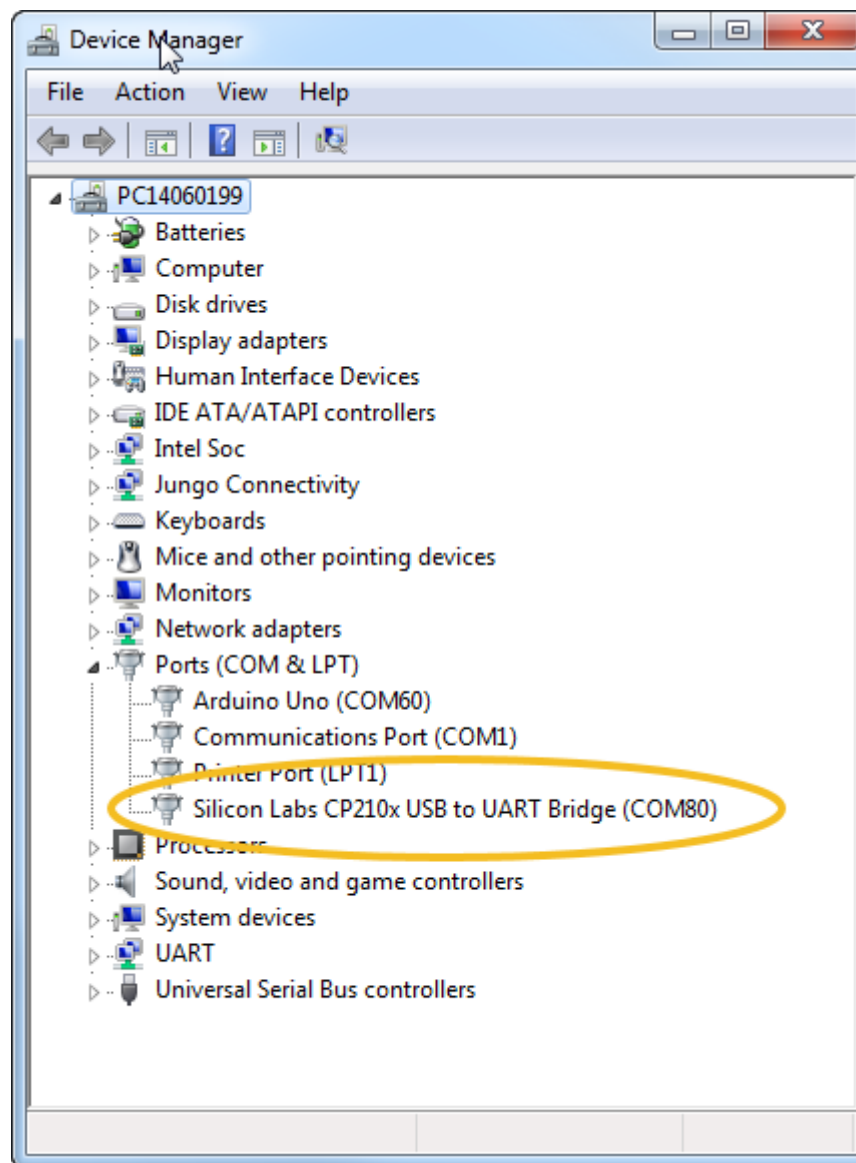 Device Manager
File Action View Help
PC14060199
Batteries
Computer
Disk drives
Display adapters
Human Interface Devices
IDE ATA/ATAPI controllers
Intel Soc
Jungo Connectivity
Keyboards
Mice and other pointing devices
Monitors
Network adapters
Ports (COM & LPT)
Arduino Uno (COM60)
Communications Port (COM1)
Printer Port (LPT1)
Silicon Labs CP210x USB to UART Bridge (COM80)
Processors
Sound, video and game controllers
System devices
UART
Universal Serial Bus controllers